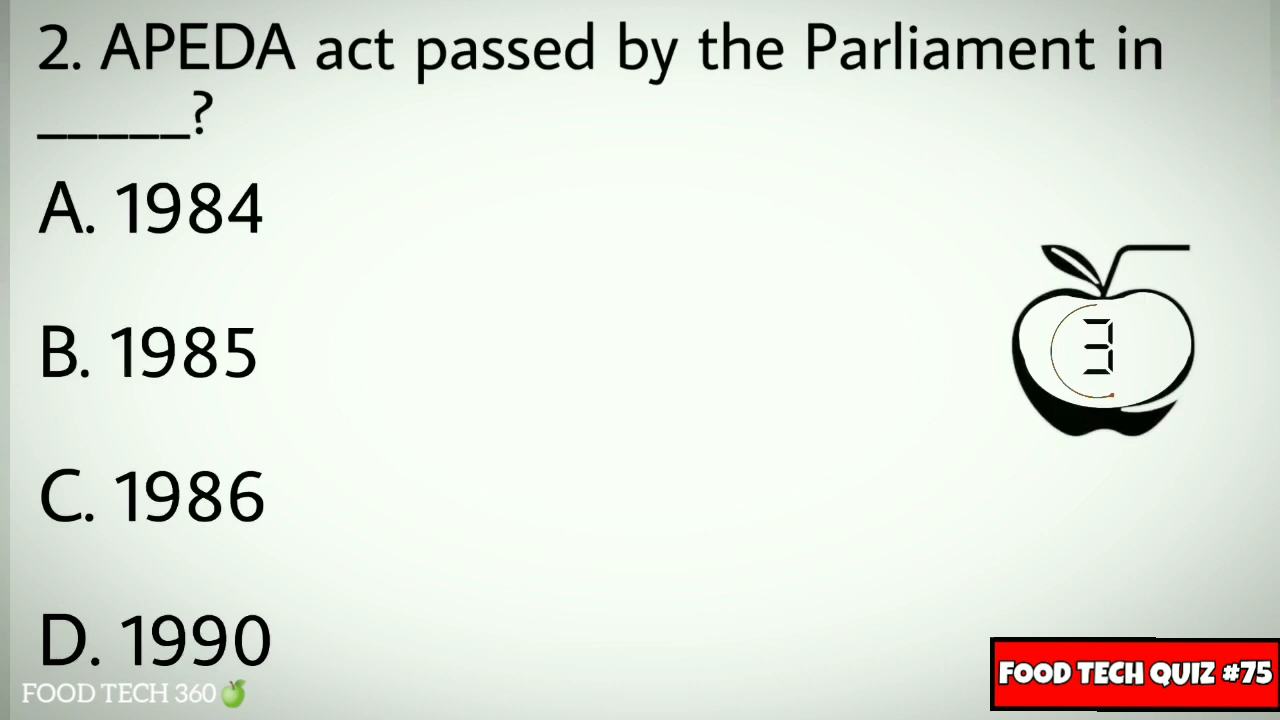 2. APEDA act passed by the Parliament in
_____?
A. 1984
B. 1985
3
C. 1986
D. 1990
FOOD TECH 360
FOOD TECH QUIZ #75